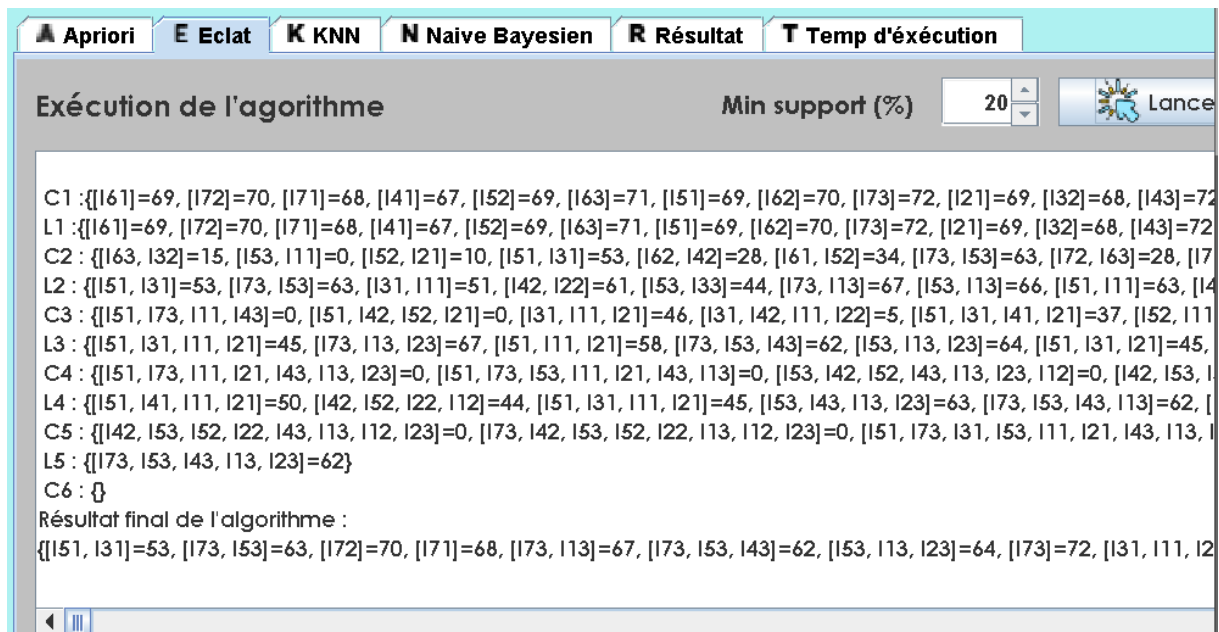 A Apriori E Eclat K KNN N Naive Bayesien R Résultat T Temp d'éxécution
Exécution de l'agorithme Min support (%) 20 Lance
C1 :{[I61]=69, [I72]=70, [I71]=68, [I41]=67, [I52]=69, [I63]=71, [I51]=69, [I62]=70, [I73]=72, [I21]=69, [I32]=68, [I43]=72
L1 :{[I61]=69, [I72]=70, [I71]=68, [I41]=67, [I52]=69, [I63]=71, [I51]=69, [I62]=70, [I73]=72, [I21]=69, [I32]=68, [I43]=72
C2 : {[I63, I32]=15, [I53, I11]=0, [I52, I21]=10, [I51, I31]=53, [I62, I42]=28, [I61, I52]=34, [I73, I53]=63, [I72, I63]=28, [I7
L2 : {[I51, I31]=53, [I73, I53]=63, [I31, I11]=51, [I42, I22]=61, [I53, I33]=44, [I73, I13]=67, [I53, I13]=66, [I51, I11]=63, [I4
C3 : {[I51, I73, I11, I43]=0, [I51, I42, I52, I21]=0, [I31, I11, I21]=46, [I31, I42, I11, I22]=5, [I51, I31, I41, I21]=37, [I52, I11
L3 : {[I51, I31, I11, I21]=45, [I73, I13, I23]=67, [I51, I11, I21]=58, [I73, I53, I43]=62, [I53, I13, I23]=64, [I51, I31, I21]=45,
C4 : {[I51, I73, I11, I21, I43, I13, I23]=0, [I51, I73, I53, I11, I21, I43, I13]=0, [I53, I42, I52, I43, I13, I23, I12]=0, [I42, I53, I
L4 : {[I51, I41, I11, I21]=50, [I42, I52, I22, I12]=44, [I51, I31, I11, I21]=45, [I53, I43, I13, I23]=63, [I73, I53, I43, I13]=62, [
C5 : {[I42, I53, I52, I22, I43, I13, I12, I23]=0, [I73, I42, I53, I52, I22, I13, I12, I23]=0, [I51, I73, I31, I53, I11, I21, I43, I13, I
L5 : {[I73, I53, I43, I13, I23]=62}
C6 : {}
Résultat final de l'algorithme :
{[I51, I31]=53, [I73, I53]=63, [I72]=70, [I71]=68, [I73, I13]=67, [I73, I53, I43]=62, [I53, I13, I23]=64, [I73]=72, [I31, I11, I2